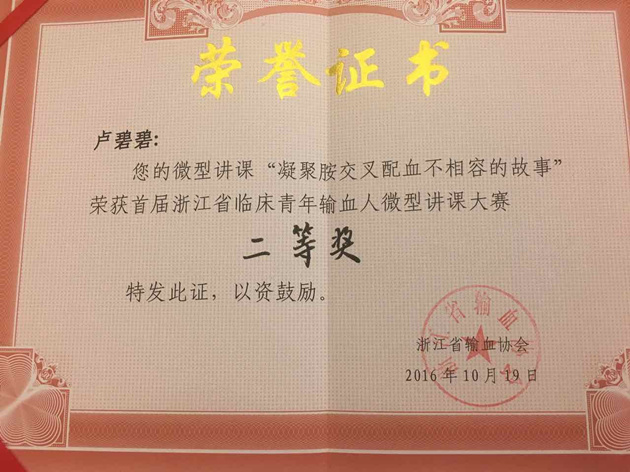 荣誉证书
卢碧碧:
您的微型讲课“凝聚胺交叉配血不相容的故事”
荣获首届浙江省临床青年输血人微型讲课大赛
二等奖
特发此证,以资鼓励。
浙江省输血协会
2016年10月19日